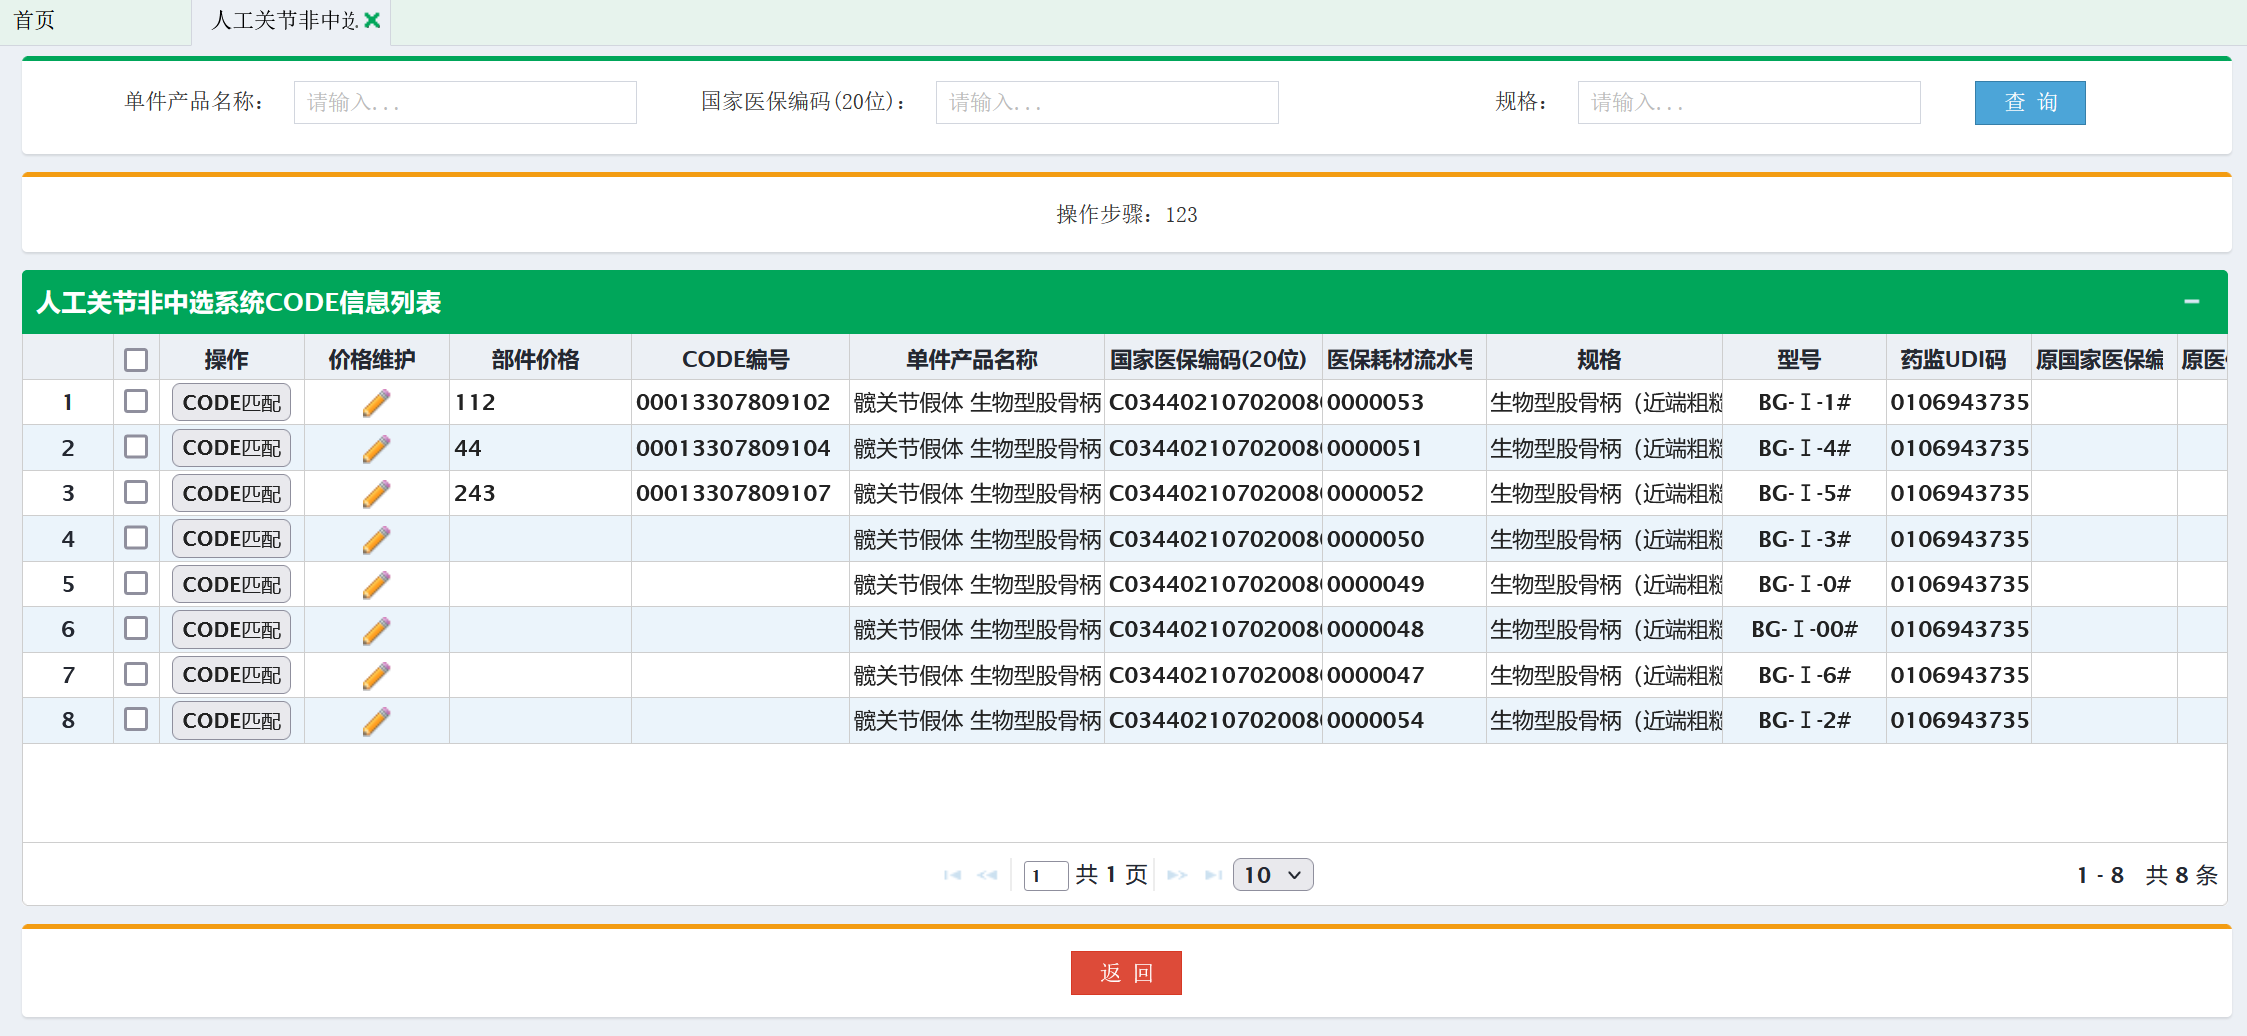 首页 人工关节非中选
单件产品名称： 请输入... 国家医保编码(20位)： 请输入... 规格： 请输入... 查 询
操作步骤：123
人工关节非中选系统CODE信息列表
操作 价格维护 部件价格 CODE编号 单件产品名称 国家医保编码(20位) 医保耗材流水号 规格 型号 药监UDI码 原国家医保编 原医
1 CODE匹配 112 00013307809102 髋关节假体 生物型股骨柄 C034402107020080 0000053 生物型股骨柄（近端粗糙 BG-Ⅰ-1# 0106943735
2 CODE匹配 44 00013307809104 髋关节假体 生物型股骨柄 C034402107020080 0000051 生物型股骨柄（近端粗糙 BG-Ⅰ-4# 0106943735
3 CODE匹配 243 00013307809107 髋关节假体 生物型股骨柄 C034402107020080 0000052 生物型股骨柄（近端粗糙 BG-Ⅰ-5# 0106943735
4 CODE匹配 髋关节假体 生物型股骨柄 C034402107020080 0000050 生物型股骨柄（近端粗糙 BG-Ⅰ-3# 0106943735
5 CODE匹配 髋关节假体 生物型股骨柄 C034402107020080 0000049 生物型股骨柄（近端粗糙 BG-Ⅰ-0# 0106943735
6 CODE匹配 髋关节假体 生物型股骨柄 C034402107020080 0000048 生物型股骨柄（近端粗糙 BG-Ⅰ-00# 0106943735
7 CODE匹配 髋关节假体 生物型股骨柄 C034402107020080 0000047 生物型股骨柄（近端粗糙 BG-Ⅰ-6# 0106943735
8 CODE匹配 髋关节假体 生物型股骨柄 C034402107020080 0000054 生物型股骨柄（近端粗糙 BG-Ⅰ-2# 0106943735
1 共 1 页 10 1 - 8 共 8 条
返 回